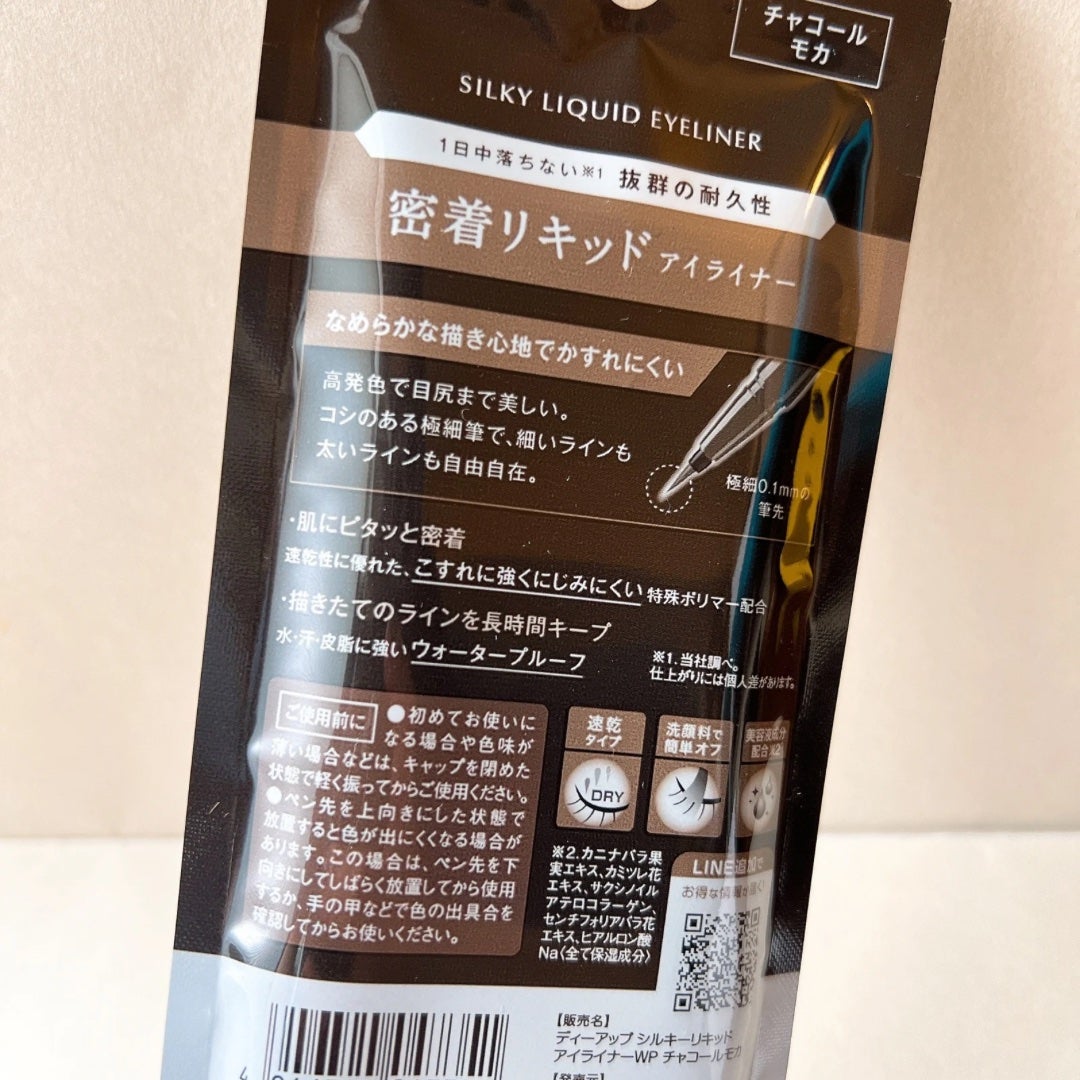 チャコール
モカ
SILKY LIQUID EYELINER
1日中落ちない※1 抜群の耐久性
密着リキッド アイライナー
なめらかな描き心地でかすれにくい
高発色で目尻まで美しい。
コシのある極細筆で、細いラインも
太いラインも自由自在。
極細0.1mmの
筆先
・肌にピタッと密着
速乾性に優れた、こすれに強くにじみにくい 特殊ポリマー配合
・描きたてのラインを長時間キープ
水・汗・皮脂に強い ウォータープルーフ
※1.当社調べ。
仕上がりには個人差があります。
ご使用前に
●初めてお使いに
なる場合や色味が
薄い場合などは、キャップを閉めた
状態で軽く振ってからご使用ください。
●ペン先を上向きにした状態で
放置すると色が出にくくなる場合が
あります。この場合は、ペン先を下
向きにしてしばらく放置してから使用
するか、手の甲などで色の出具合を
確認してからお使いください。
速乾
タイプ
DRY
洗顔料で
簡単オフ
美容液成分
配合※2
※2.カニナバラ果
実エキス、カミツレ花
エキス、サクシノイル
アテロコラーゲン、
センチフォリアバラ花
エキス、ヒアルロン酸
Na〈全て保湿成分〉
LINE追加で
お得な情報が届く!
【販売名】
ディーアップ シルキーリキッド
アイライナーWP チャコールモカ
【発売元】
4